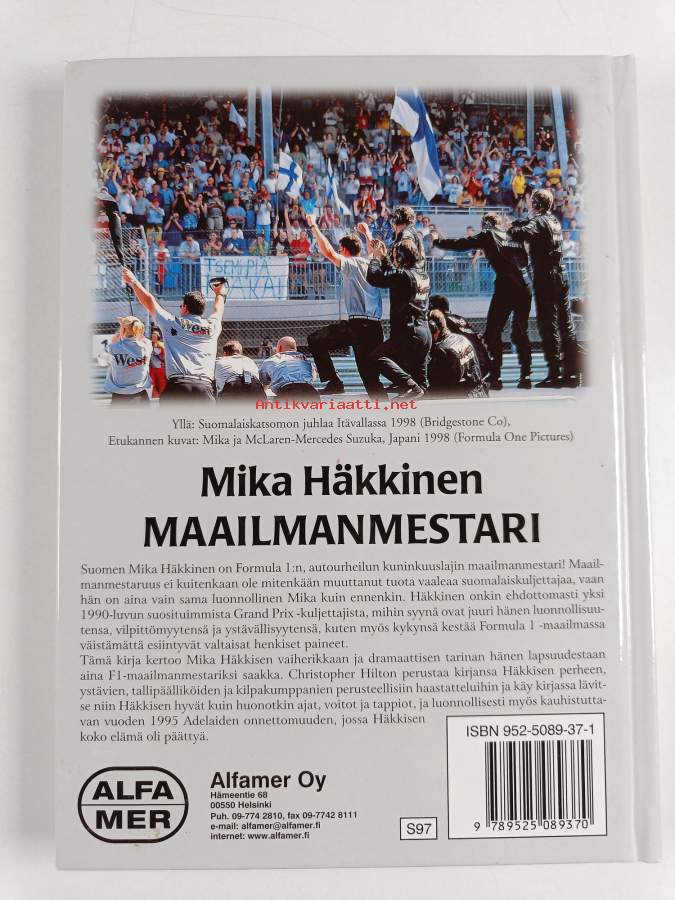 TSEMPIÄ
West
West
Antikvariaatti.net
Yllä: Suomalaiskatsomon juhlaa Itävallassa 1998 (Bridgestone Co),
Etukannen kuvat: Mika ja McLaren-Mercedes Suzuka, Japani 1998 (Formula One Pictures)
Mika Häkkinen
MAAILMANMESTARI
Suomen Mika Häkkinen on Formula 1:n, autourheilun kuninkuuslajin maailmanmestari! Maail-
manmestaruus ei kuitenkaan ole mitenkään muuttanut tuota vaaleaa suomalaiskuljettajaa, vaan
hän on aina vain sama luonnollinen Mika kuin ennenkin. Häkkinen onkin ehdottomasti yksi
1990-luvun suosituimmista Grand Prix -kuljettajista, mihin syynä ovat juuri hänen luonnollisuu-
tensa, vilpittömyytensä ja ystävällisyytensä, kuten myös kykynsä kestää Formula 1 -maailmassa
väistämättä esiintyvät valtaisat henkiset paineet.
Tämä kirja kertoo Mika Häkkisen vaiherikkaan ja dramaattisen tarinan hänen lapsuudestaan
aina F1-maailmanmestariksi saakka. Christopher Hilton perustaa kirjansa Häkkisen perheen,
ystävien, tallipäälliköiden ja kilpakumppanien perusteellisiin haastatteluihin ja käy kirjassa lävit-
se niin Häkkisen hyvät kuin huonotkin ajat, voitot ja tappiot, ja luonnollisesti myös kauhistutta-
van vuoden 1995 Adelaiden onnettomuuden, jossa Häkkisen
koko elämä oli päättyä.
ALFA
MER
Alfamer Oy
Hämeentie 68
00550 Helsinki
Puh. 09-774 2810, fax 09-7742 8111
e-mail: alfamer@alfamer.fi
internet: www.alfamer.fi
S97
ISBN 952-5089-37-1
9 789525 089370